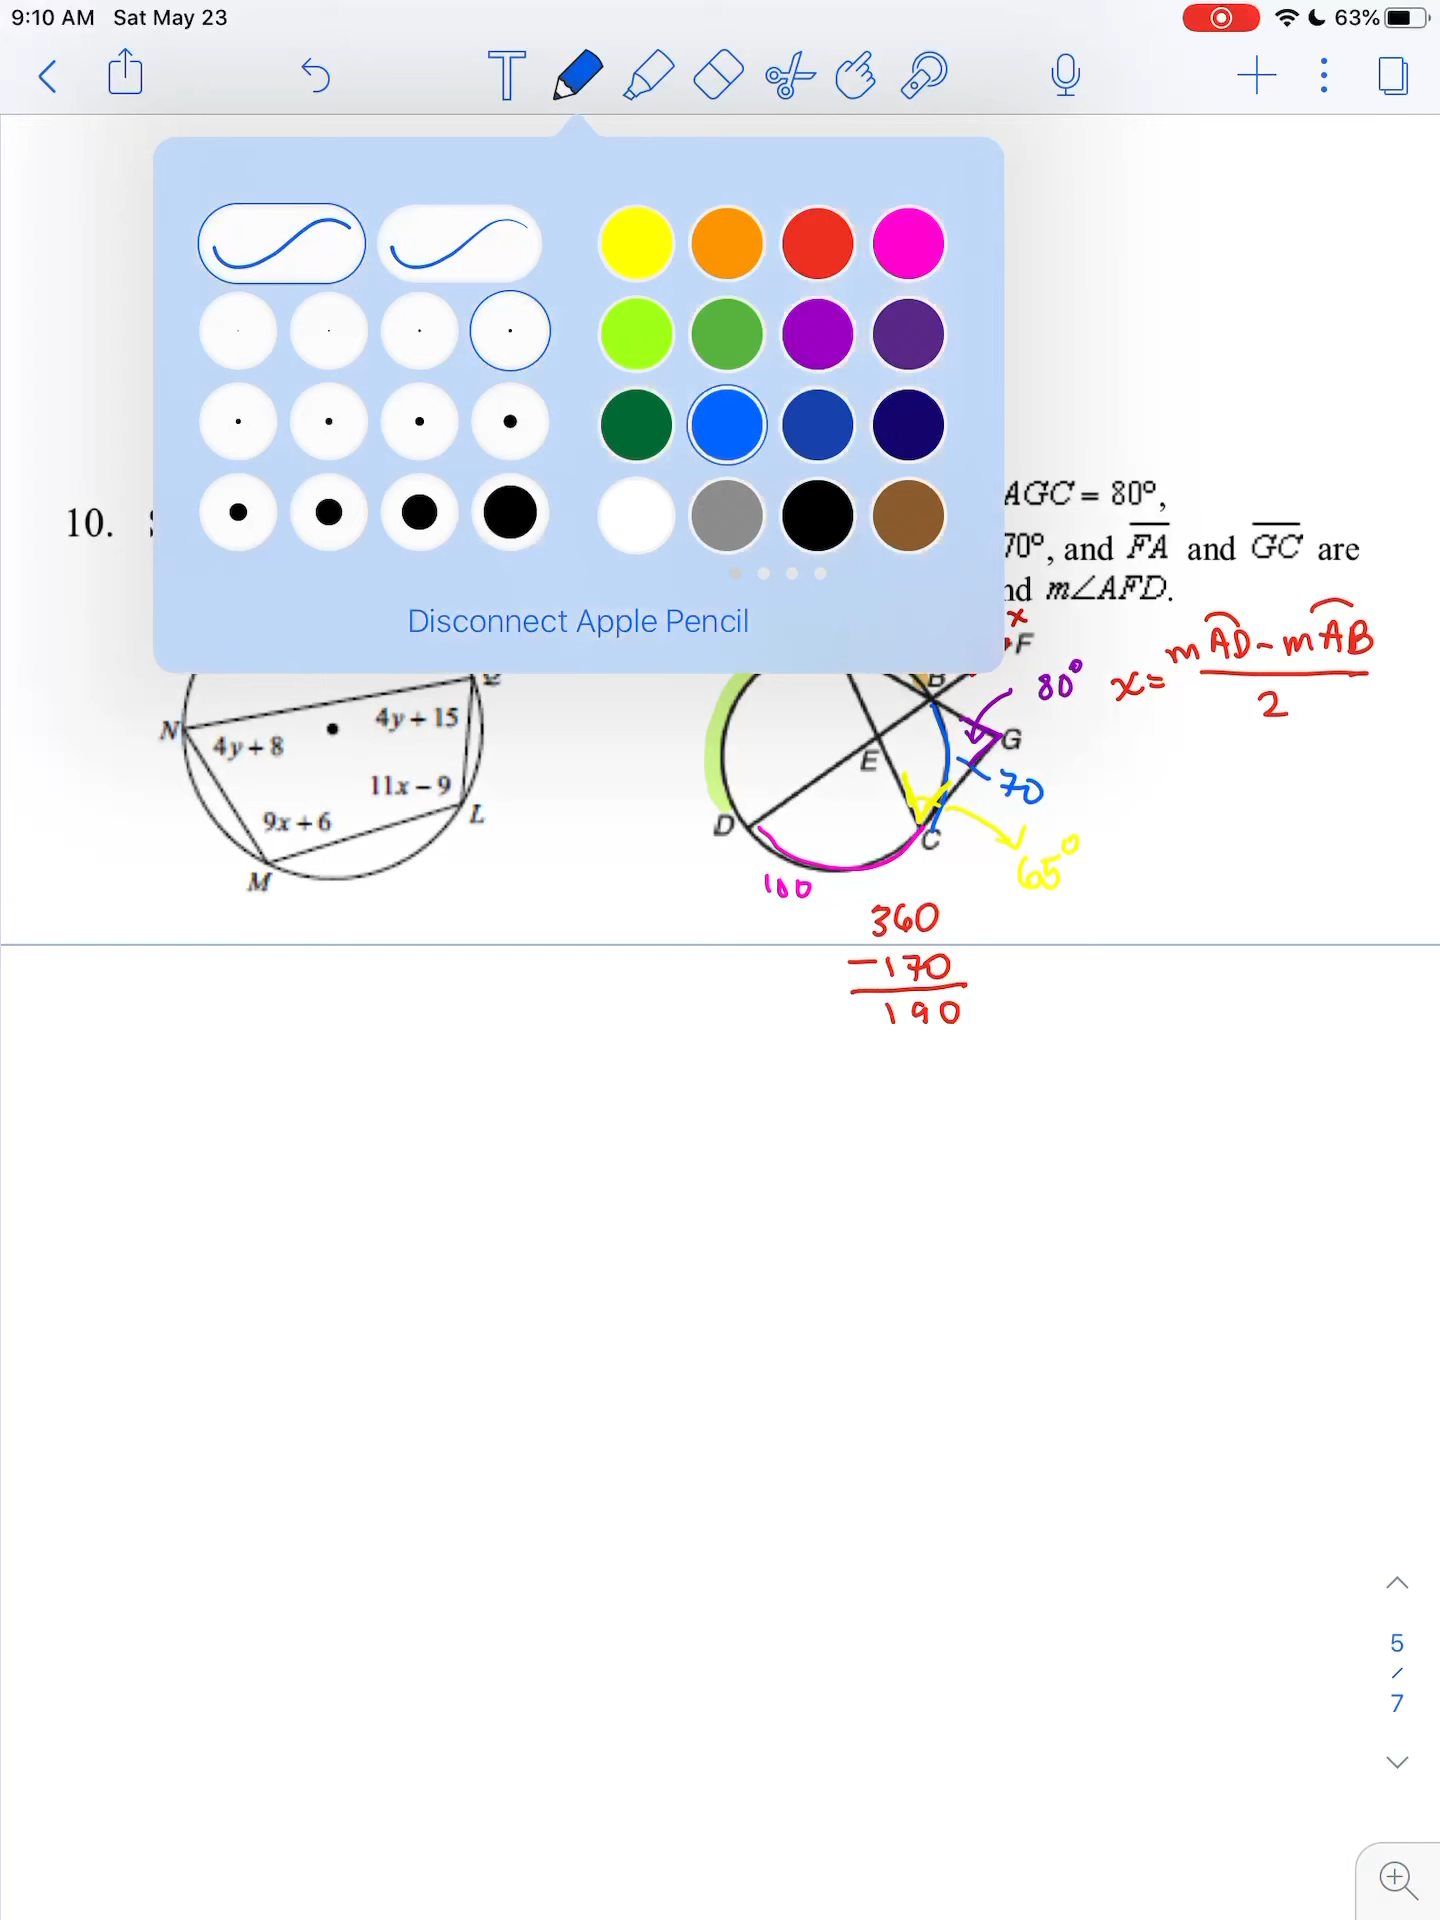 9:10 AM Sat May 23 63%
T
Disconnect Apple Pencil
10.
AGC = 80°,
70°, and FA and GC are
nd m∠AFD.
x
F
x = mAD - mAB
2
80°
B
N
4y + 8
4y + 15
11x - 9
9x + 6
L
M
E
G
70
D
C
65°
100
360
-170
190
5
/
7